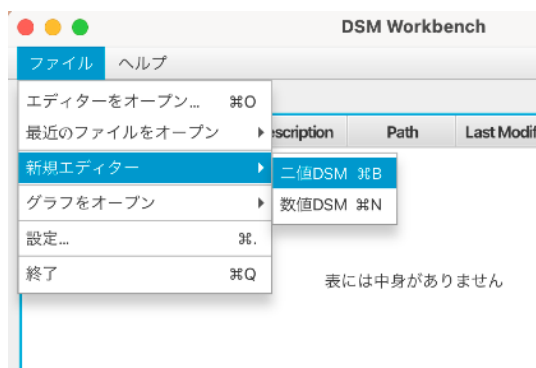 DSM Workbench
ファイル ヘルプ
エディターをオープン... ⌘O
最近のファイルをオープン
escription Path Last Modif
新規エディター
二値DSM ⌘B
グラフをオープン
数値DSM ⌘N
設定... ⌘.
終了 ⌘Q
表には中身がありません